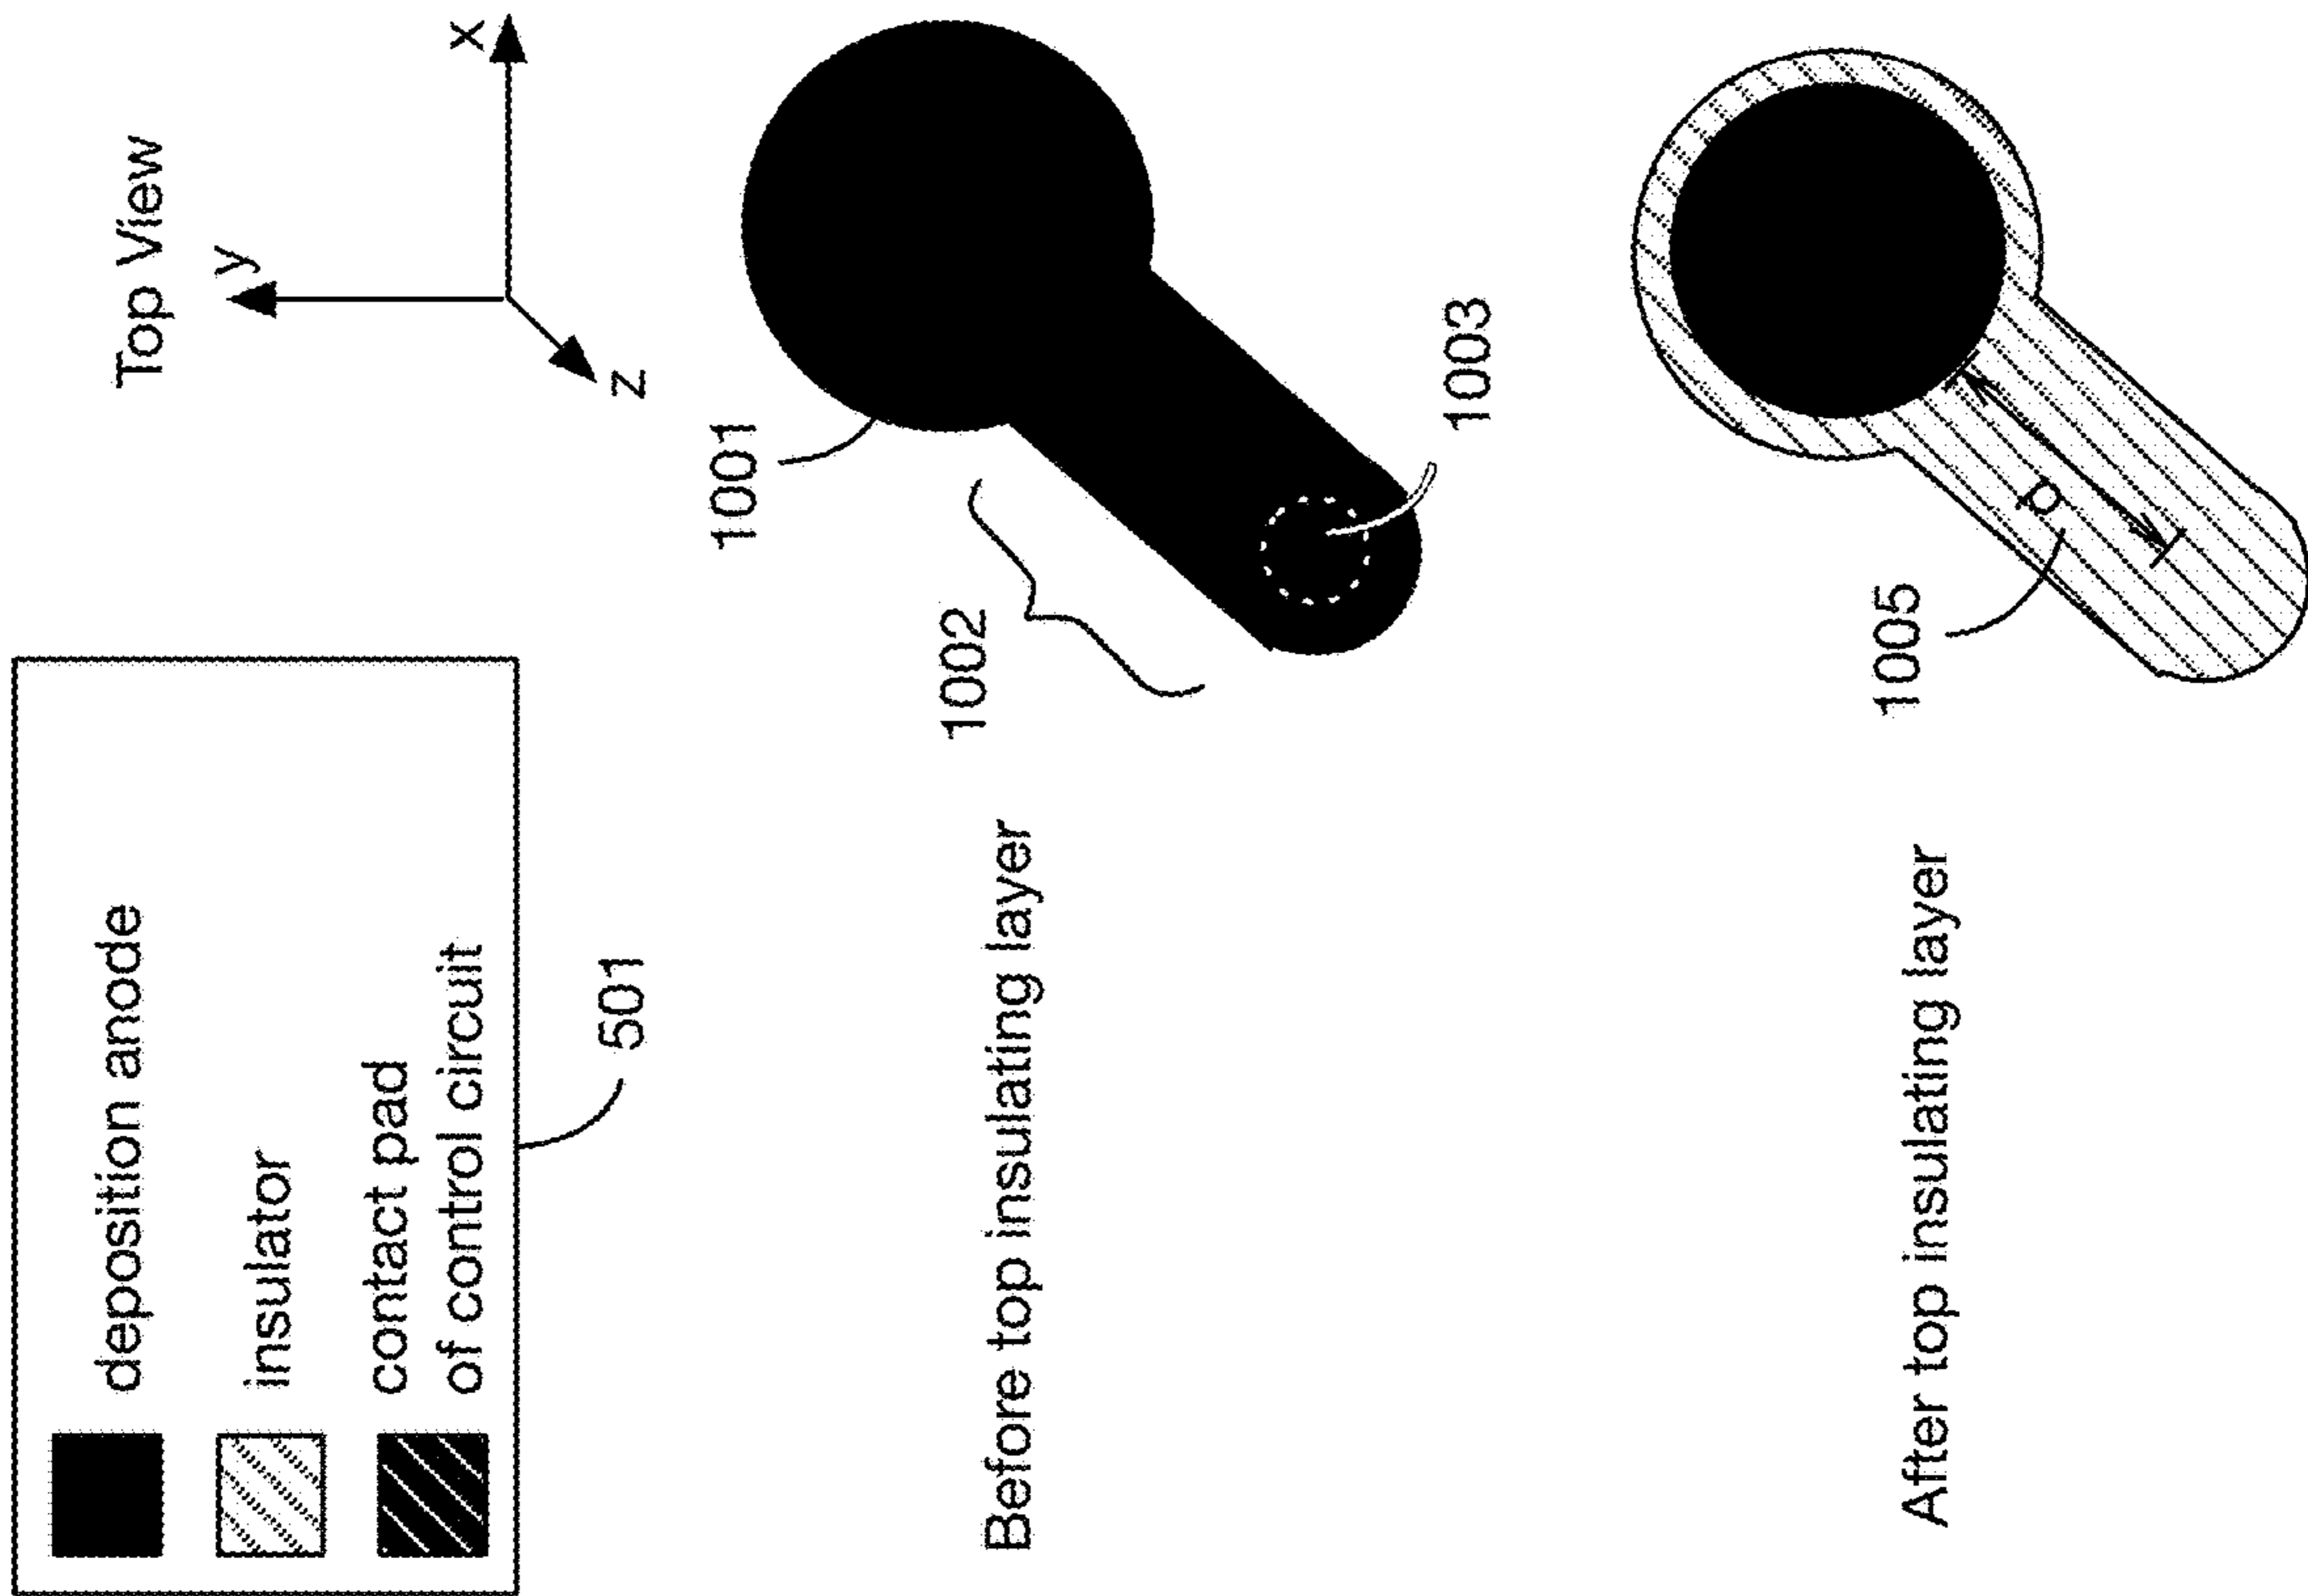 deposition anode
insulator
contact pad
of control circuit
501
Top View
y
x
z
Before top insulating layer
1001
1002
1003
After top insulating layer
1005
d